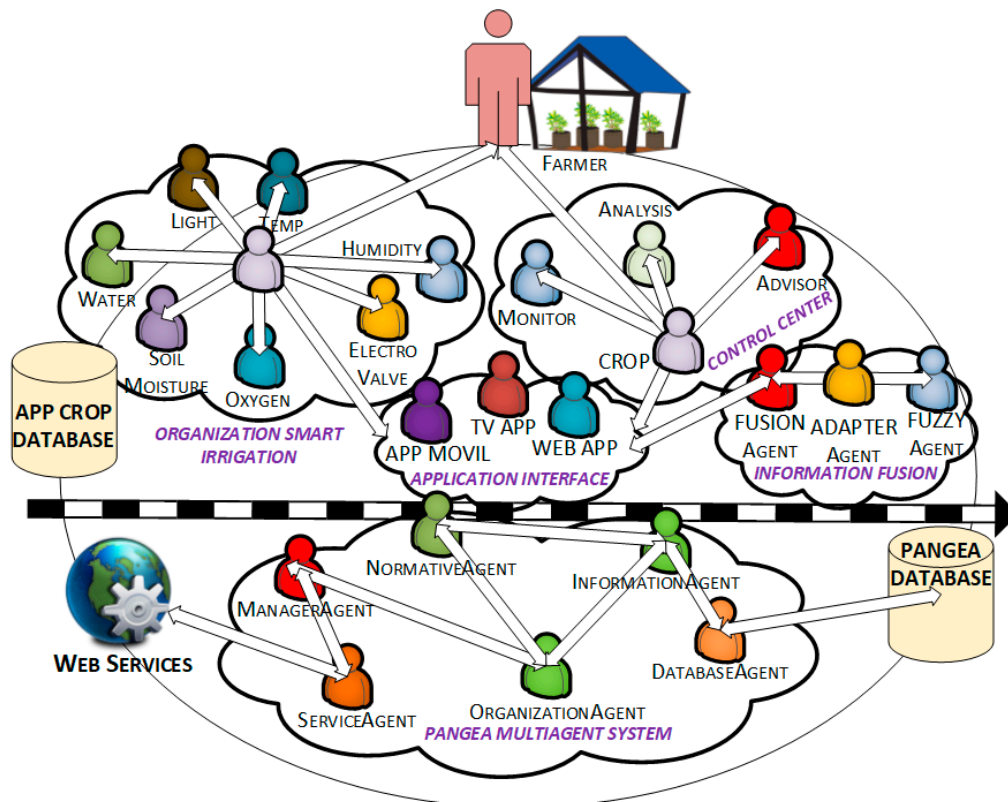 FARMER
LIGHT
TEMP
ANALYSIS
HUMIDITY
ADVISOR
WATER
MONITOR
SOIL
MOISTURE
ELECTRO
VALVE
CROP
CONTROL CENTER
OXYGEN
APP CROP
DATABASE
ORGANIZATION SMART
IRRIGATION
TV APP
APP MOVIL
WEB APP
APPLICATION INTERFACE
FUSION
AGENT
ADAPTER
AGENT
FUZZY
AGENT
INFORMATION FUSION
NORMATIVEAGENT
INFORMATIONAGENT
PANGEA
DATABASE
MANAGERAGENT
WEB SERVICES
DATABASEAGENT
SERVICEAGENT
ORGANIZATIONAGENT
PANGEA MULTIAGENT SYSTEM